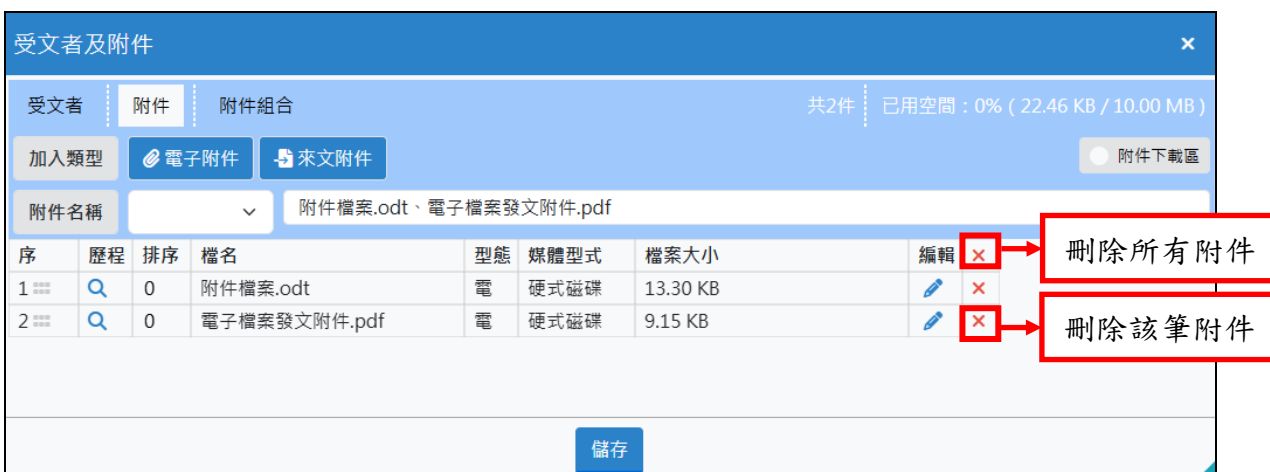 受文者及附件 ×
受文者 附件 附件組合 共2件 已用空間：0% ( 22.46 KB / 10.00 MB )
加入類型 電子附件 來文附件 附件下載區
附件名稱 附件檔案.odt、電子檔案發文附件.pdf
序 歷程 排序 檔名 型態 媒體型式 檔案大小 編輯 × 刪除所有附件
1 0 附件檔案.odt 電 硬式磁碟 13.30 KB ×
2 0 電子檔案發文附件.pdf 電 硬式磁碟 9.15 KB × 刪除該筆附件
儲存